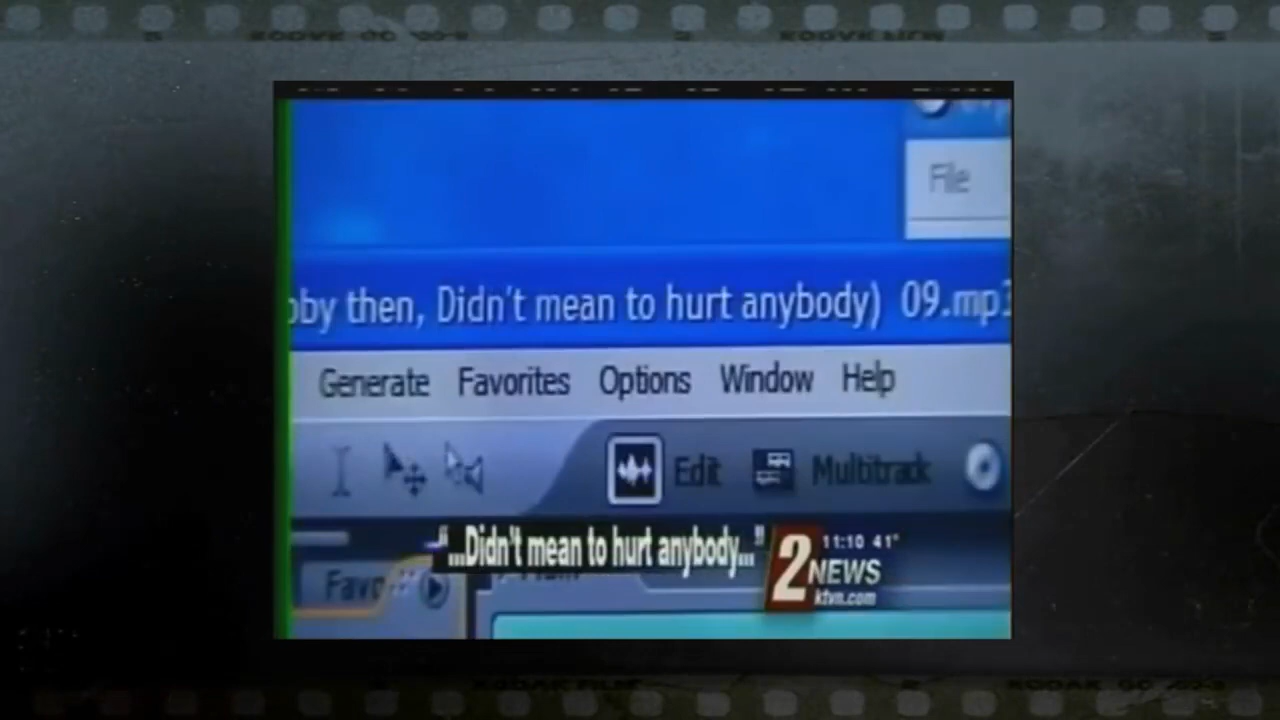 File
bby then, Didn't mean to hurt anybody) 09.mp3
Generate Favorites Options Window Help
Edit Multitrack
"...Didn't mean to hurt anybody..."
2 NEWS
11:10 41°
ktvn.com
Favo